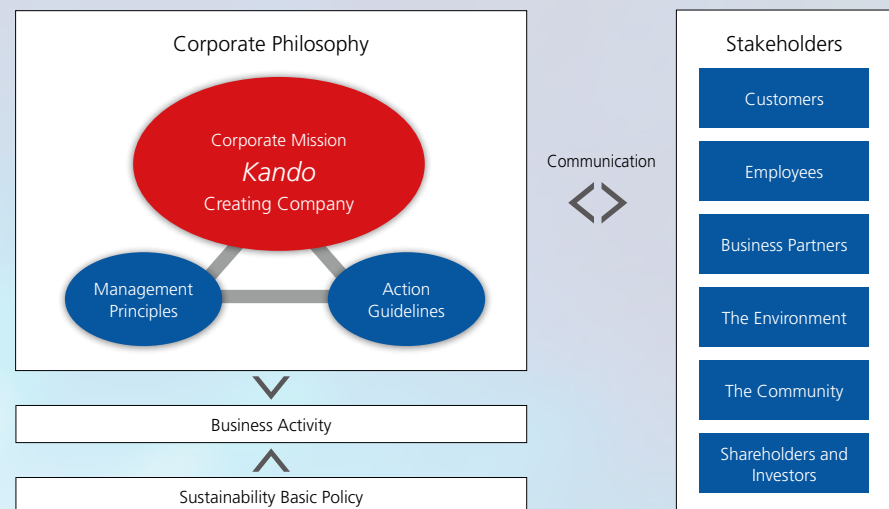 Corporate Philosophy
Corporate Mission
Kando
Creating Company
Management
Principles
Action
Guidelines
Business Activity
Sustainability Basic Policy
Communication
Stakeholders
Customers
Employees
Business Partners
The Environment
The Community
Shareholders and
Investors